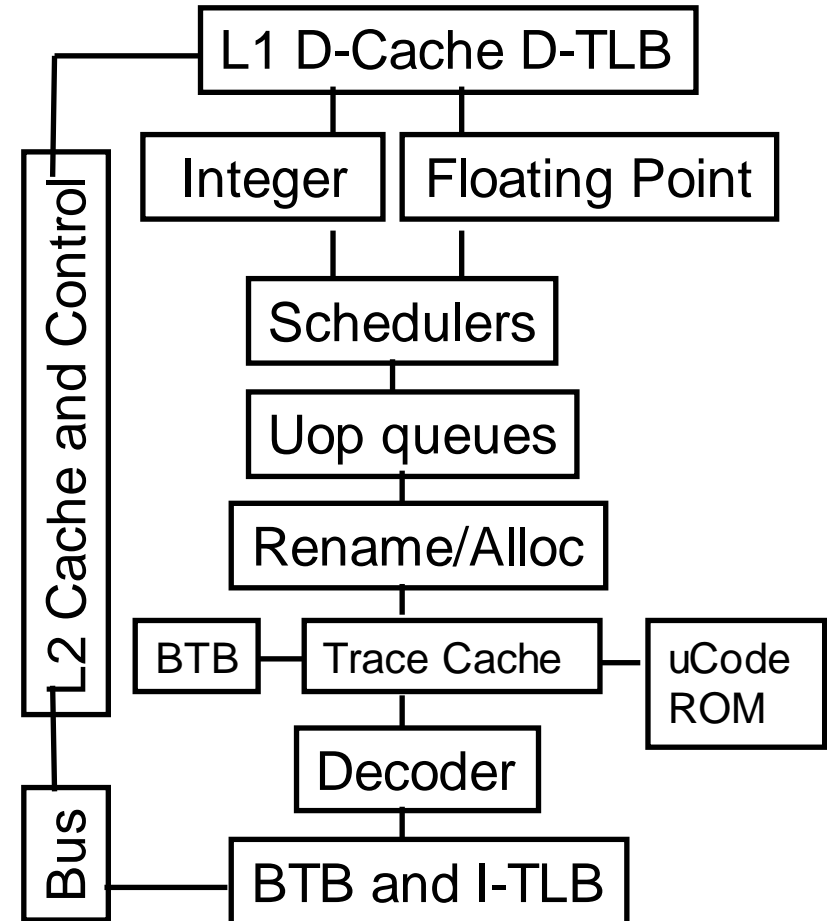 L1 D-Cache D-TLB
Integer
Floating Point
L2 Cache and Control
Schedulers
Uop queues
Rename/Alloc
BTB
Trace Cache
uCode
ROM
Decoder
Bus
BTB and I-TLB